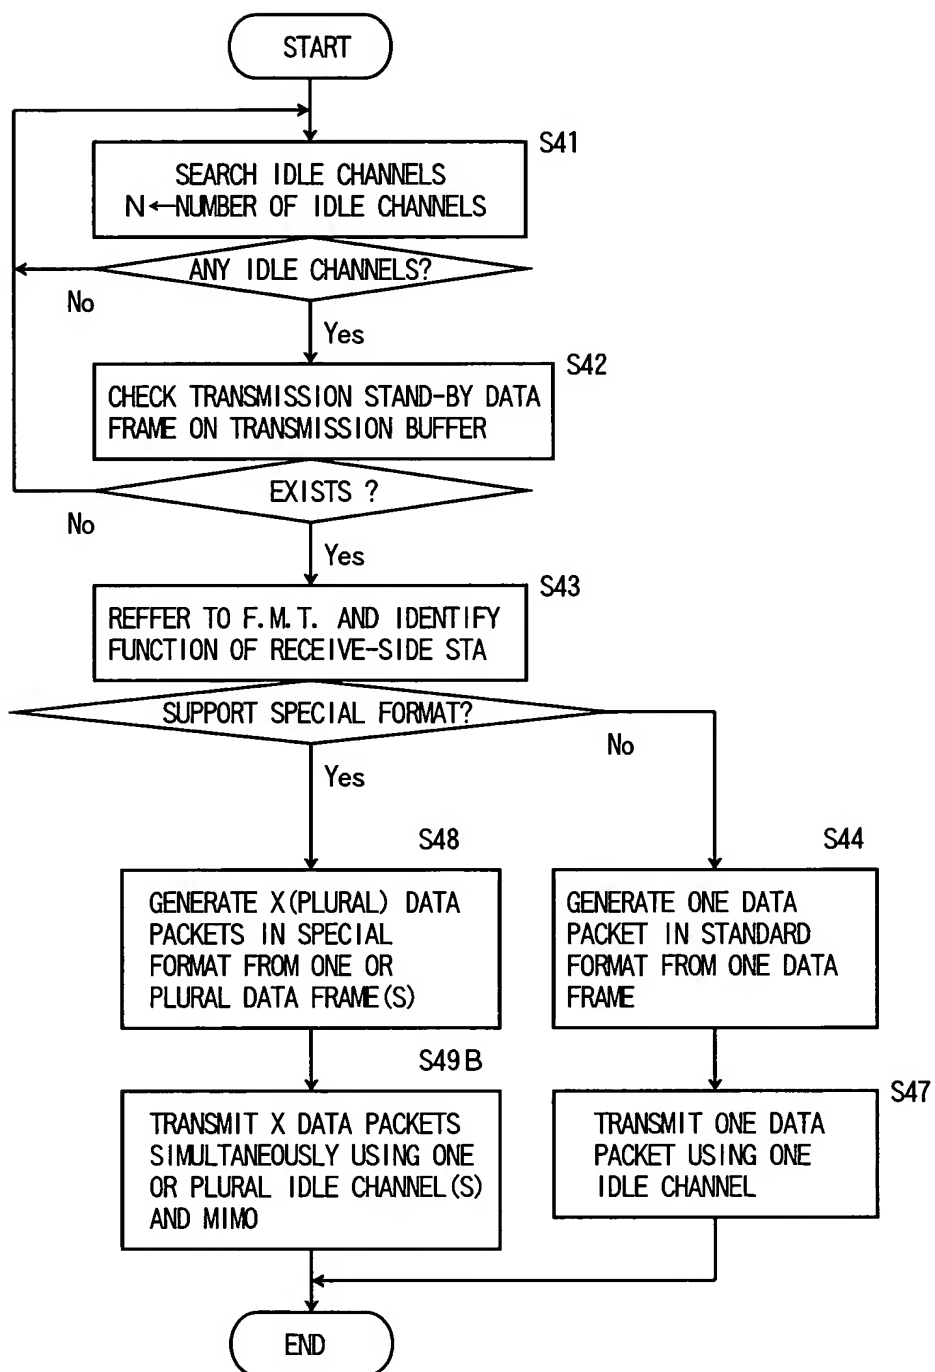 START
S41
SEARCH IDLE CHANNELS
N←NUMBER OF IDLE CHANNELS
ANY IDLE CHANNELS?
No
Yes
S42
CHECK TRANSMISSION STAND-BY DATA
FRAME ON TRANSMISSION BUFFER
EXISTS ?
No
Yes
S43
REFFER TO F.M.T. AND IDENTIFY
FUNCTION OF RECEIVE-SIDE STA
SUPPORT SPECIAL FORMAT?
No
Yes
S48
GENERATE X(PLURAL) DATA
PACKETS IN SPECIAL
FORMAT FROM ONE OR
PLURAL DATA FRAME(S)
S44
GENERATE ONE DATA
PACKET IN STANDARD
FORMAT FROM ONE DATA
FRAME
S49B
TRANSMIT X DATA PACKETS
SIMULTANEOUSLY USING ONE
OR PLURAL IDLE CHANNEL(S)
AND MIMO
S47
TRANSMIT ONE DATA
PACKET USING ONE
IDLE CHANNEL
END